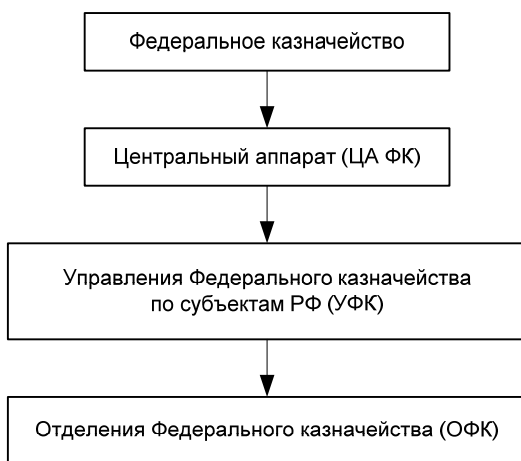 Федеральное казначейство
Центральный аппарат (ЦА ФК)
Управления Федерального казначейства
по субъектам РФ (УФК)
Отделения Федерального казначейства (ОФК)